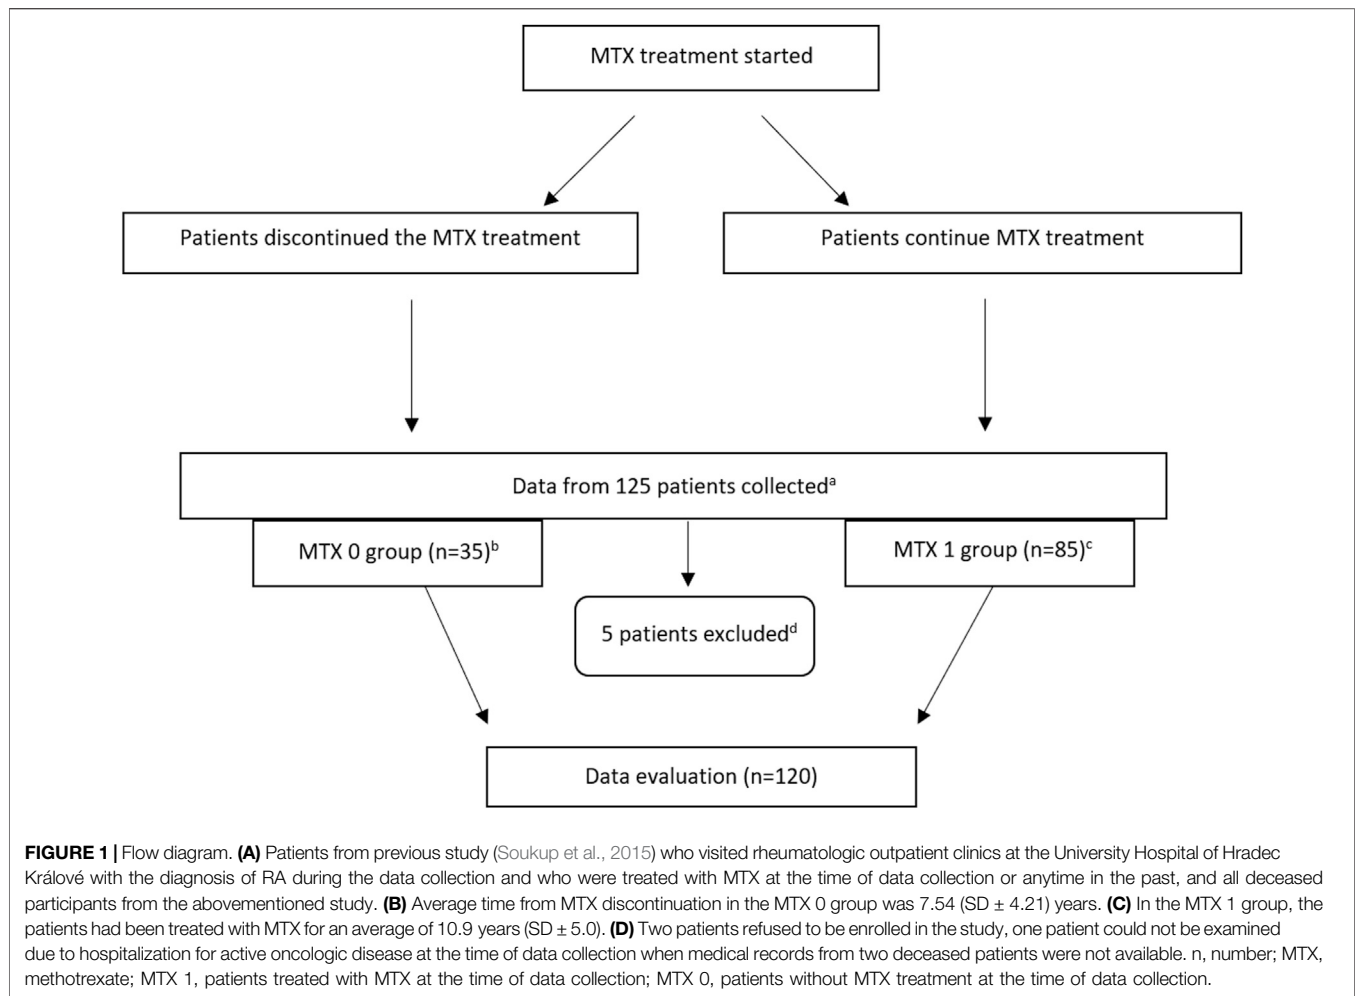 MTX treatment started
Patients discontinued the MTX treatment
Patients continue MTX treatment
Data from 125 patients collectedᵃ
MTX 0 group (n=35)ᵇ
MTX 1 group (n=85)ᶜ
5 patients excludedᵈ
Data evaluation (n=120)
FIGURE 1 | Flow diagram. (A) Patients from previous study (Soukup et al., 2015) who visited rheumatologic outpatient clinics at the University Hospital of Hradec
Králové with the diagnosis of RA during the data collection and who were treated with MTX at the time of data collection or anytime in the past, and all deceased
participants from the abovementioned study. (B) Average time from MTX discontinuation in the MTX 0 group was 7.54 (SD ± 4.21) years. (C) In the MTX 1 group, the
patients had been treated with MTX for an average of 10.9 years (SD ± 5.0). (D) Two patients refused to be enrolled in the study, one patient could not be examined
due to hospitalization for active oncologic disease at the time of data collection when medical records from two deceased patients were not available. n, number; MTX,
methotrexate; MTX 1, patients treated with MTX at the time of data collection; MTX 0, patients without MTX treatment at the time of data collection.